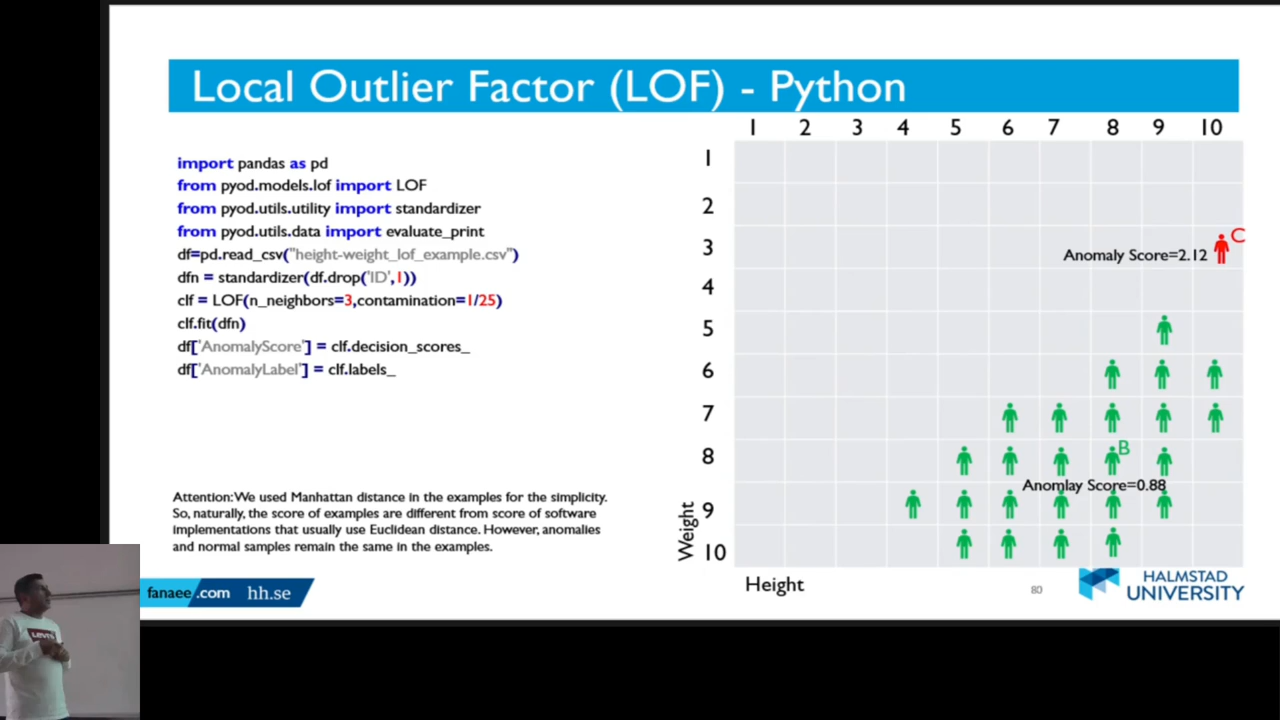 Local Outlier Factor (LOF) - Python
import pandas as pd
from pyod.models.lof import LOF
from pyod.utils.utility import standardizer
from pyod.utils.data import evaluate_print
df=pd.read_csv("height-weight_lof_example.csv")
dfn = standardizer(df.drop('ID',1))
clf = LOF(n_neighbors=3,contamination=1/25)
clf.fit(dfn)
df['AnomalyScore'] = clf.decision_scores_
df['AnomalyLabel'] = clf.labels_
Attention: We used Manhattan distance in the examples for the simplicity.
So, naturally, the score of examples are different from score of software
implementations that usually use Euclidean distance. However, anomalies
and normal samples remain the same in the examples.
1 2 3 4 5 6 7 8 9 10
1
2
3
C
Anomaly Score=2.12
4
5
6
7
8
B
Anomlay Score=0.88
9
Weight
10
Height
fanaee.com hh.se
80
HALMSTAD
UNIVERSITY
LEVI'S